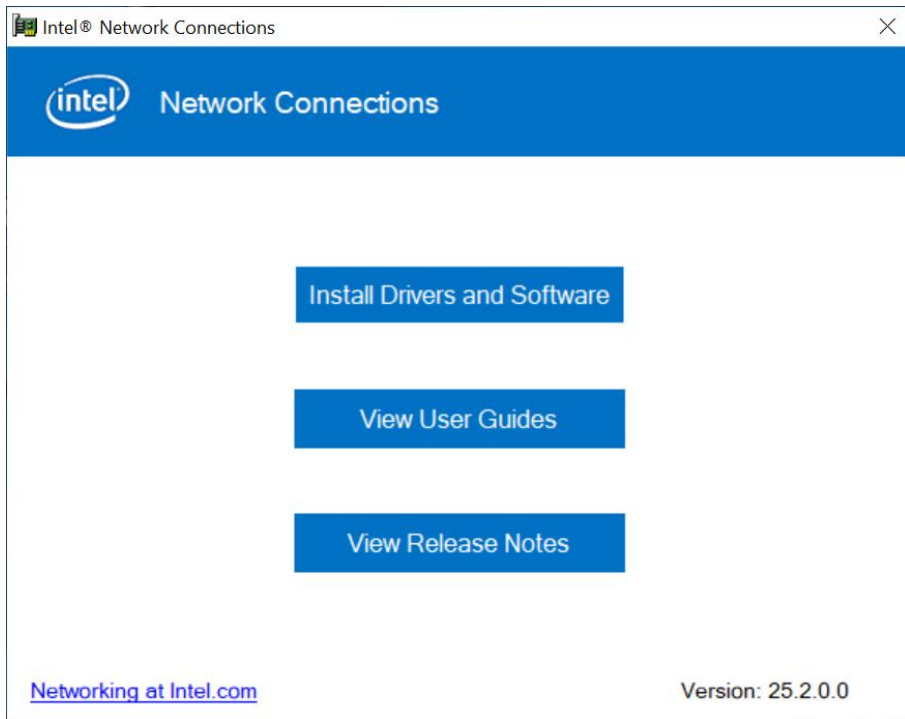 Intel® Network Connections
intel
Network Connections
Install Drivers and Software
View User Guides
View Release Notes
Networking at Intel.com
Version: 25.2.0.0